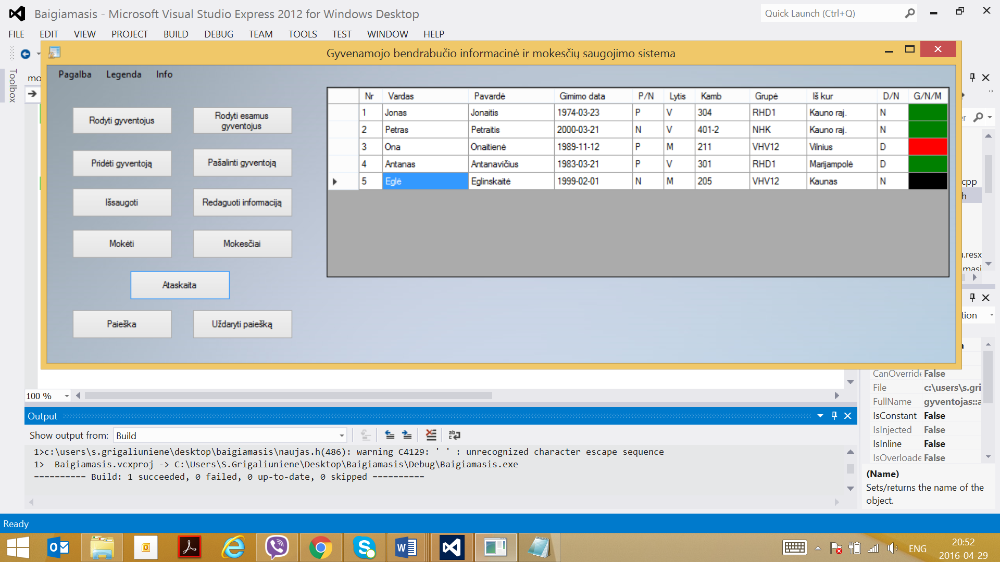 Baigiamasis - Microsoft Visual Studio Express 2012 for Windows Desktop
Quick Launch (Ctrl+Q)
FILE EDIT VIEW PROJECT BUILD DEBUG TEAM TOOLS TEST WINDOW HELP
Gyvenamojo bendrabučio informacinė ir mokesčių saugojimo sistema
Toolbox
Pagalba Legenda Info
Rodyti gyventojus
Rodyti esamus
gyventojus
Pridėti gyventoją
Pašalinti gyventoją
Išsaugoti
Redaguoti informaciją
Mokėti
Mokesčiai
Ataskaita
Paieška
Uždaryti paiešką
Nr Vardas Pavardė Gimimo data P/N Lytis Kamb Grupė Iš kur D/N G/N/M
1 Jonas Jonaitis 1974-03-23 P V 304 RHD1 Kauno raj. N
2 Petras Petraitis 2000-03-21 N V 401-2 NHK Kauno raj. N
3 Ona Onaitienė 1989-11-12 P M 211 VHV12 Vilnius D
4 Antanas Antanavičius 1983-03-21 P V 301 RHD1 Marijampolė D
5 Eglė Eglinskaitė 1999-02-01 N M 205 VHV12 Kaunas N
cpp
h
u.resx
tion
CanOverride False
File c:\users\s.gri
FullName gyventojas::a
IsConstant False
IsInjected False
IsInline False
IsOverloade False
(Name)
Sets/returns the name of the
object.
100 %
Output
Show output from: Build
1>c:\users\s.grigaliuniene\desktop\baigiamasis\naujas.h(486): warning C4129: ' ' : unrecognized character escape sequence
1> Baigiamasis.vcxproj -> C:\Users\S.Grigaliuniene\Desktop\Baigiamasis\Debug\Baigiamasis.exe
========== Build: 1 succeeded, 0 failed, 0 up-to-date, 0 skipped ==========
Ready
ENG
20:52
2016-04-29